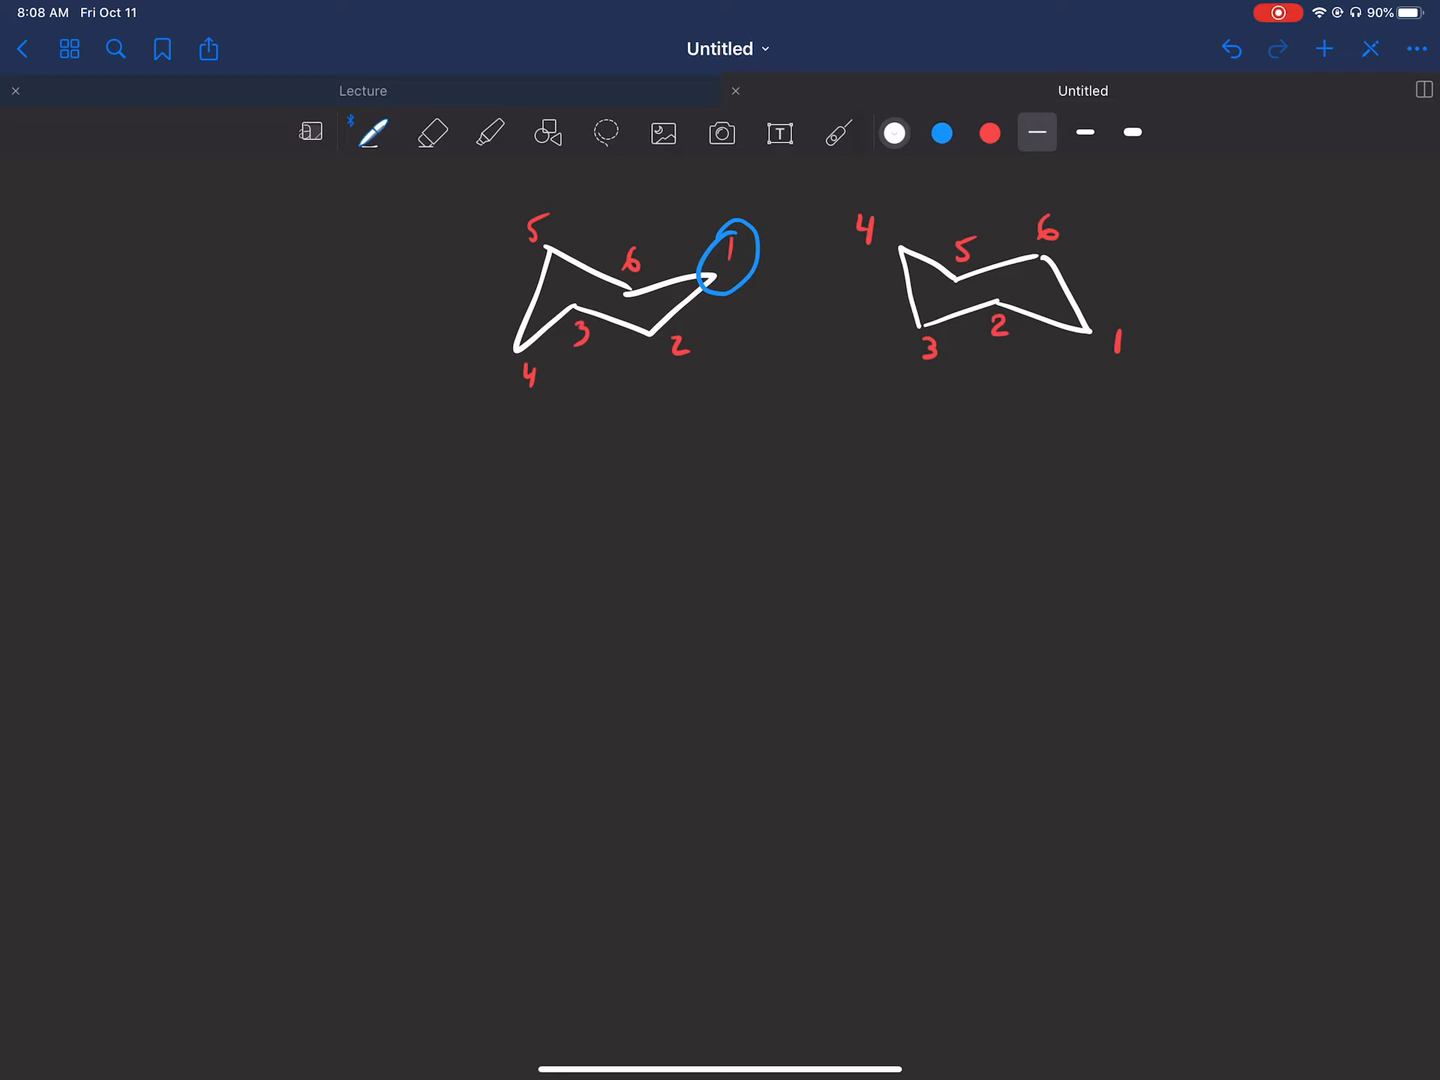 8:08 AM Fri Oct 11 90%
Untitled
Lecture Untitled
T
5 6 1 4 5 6
3 2 3 2 1
4